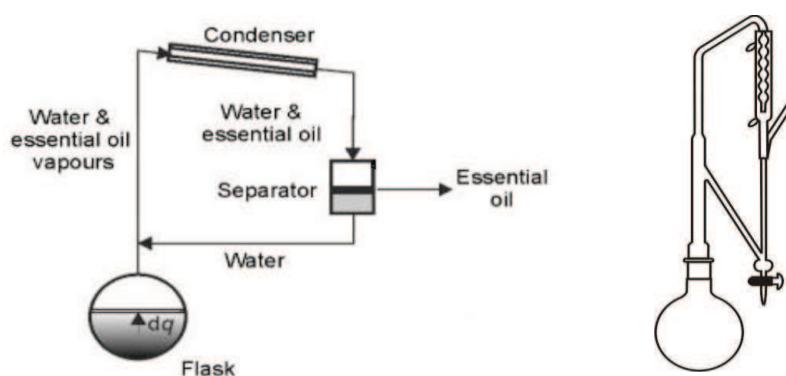 Condenser
Water &
essential oil
vapours
Water &
essential oil
Separator
Essential
oil
Water
dq
Flask